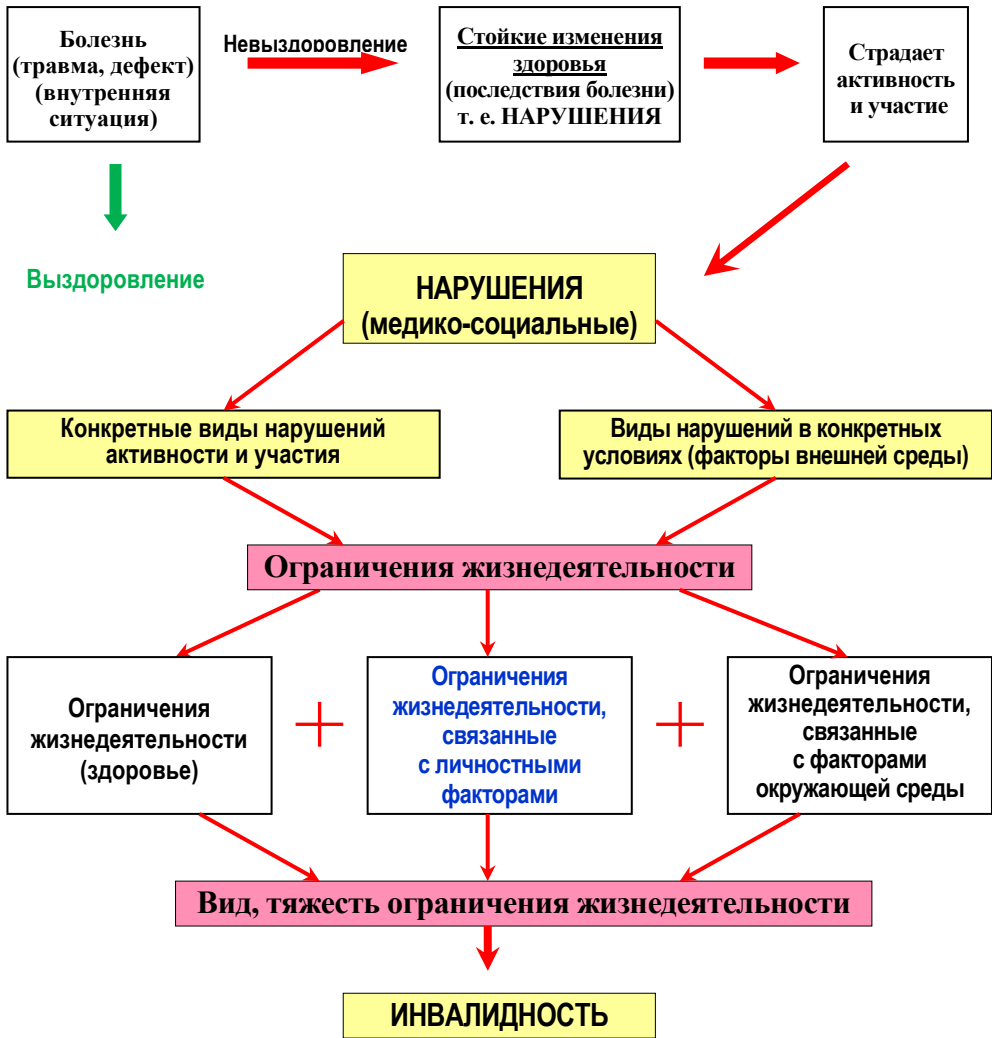 Болезнь
(травма, дефект)
(внутренняя
ситуация)
Невыздоровление
Стойкие изменения
здоровья
(последствия болезни)
т. е. НАРУШЕНИЯ
Страдает
активность
и участие
Выздоровление
НАРУШЕНИЯ
(медико-социальные)
Конкретные виды нарушений
активности и участия
Виды нарушений в конкретных
условиях (факторы внешней среды)
Ограничения жизнедеятельности
Ограничения
жизнедеятельности
(здоровье)
+
Ограничения
жизнедеятельности,
связанные
с личностными
факторами
+
Ограничения
жизнедеятельности,
связанные
с факторами
окружающей среды
Вид, тяжесть ограничения жизнедеятельности
ИНВАЛИДНОСТЬ